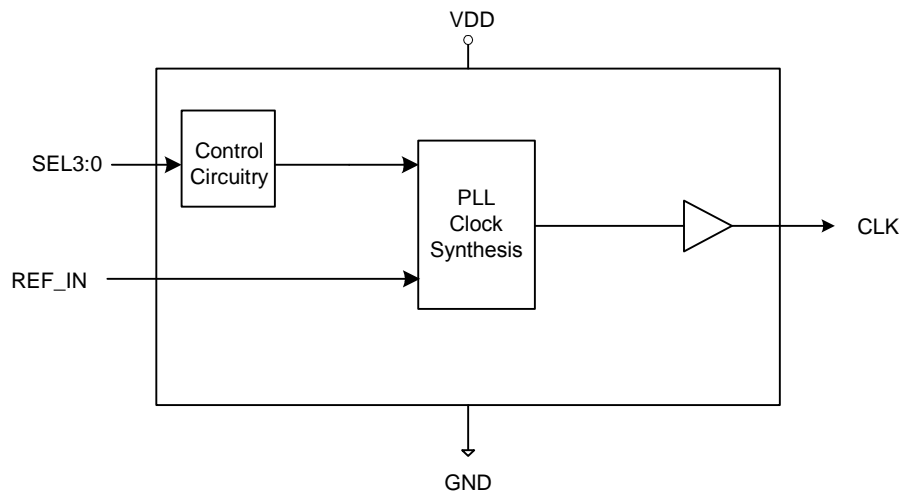 VDD
SEL3:0
Control
Circuitry
PLL
Clock
Synthesis
CLK
REF_IN
GND